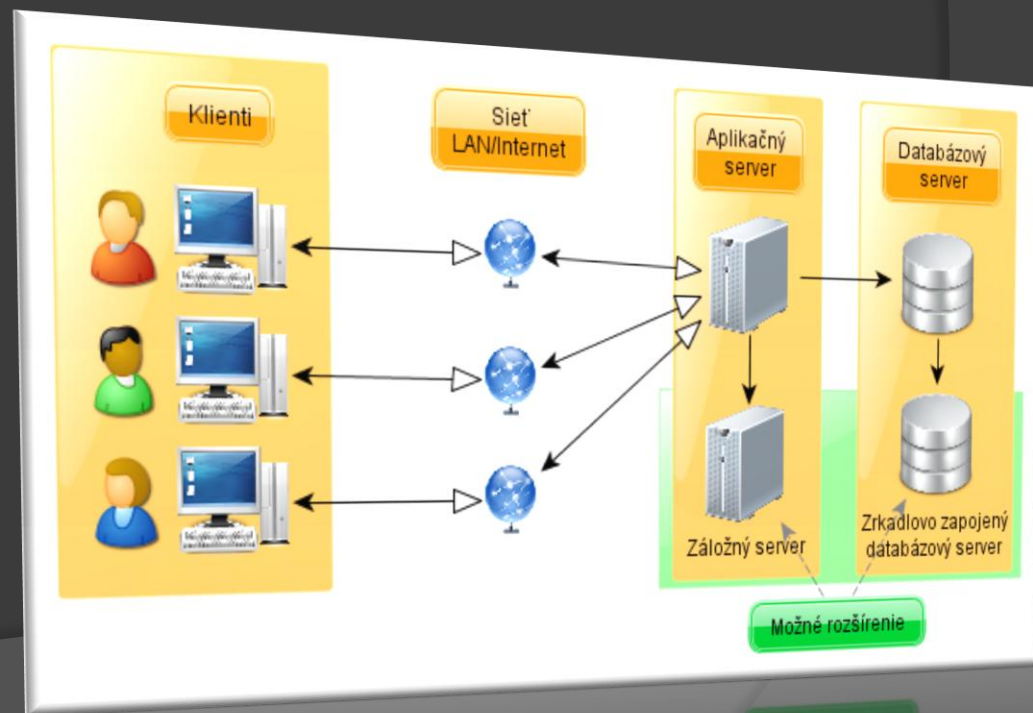 Klienti
Sieť
LAN/Internet
Aplikačný
server
Databázový
server
Záložný server
Zrkadlovo zapojený
databázový server
Možné rozšírenie